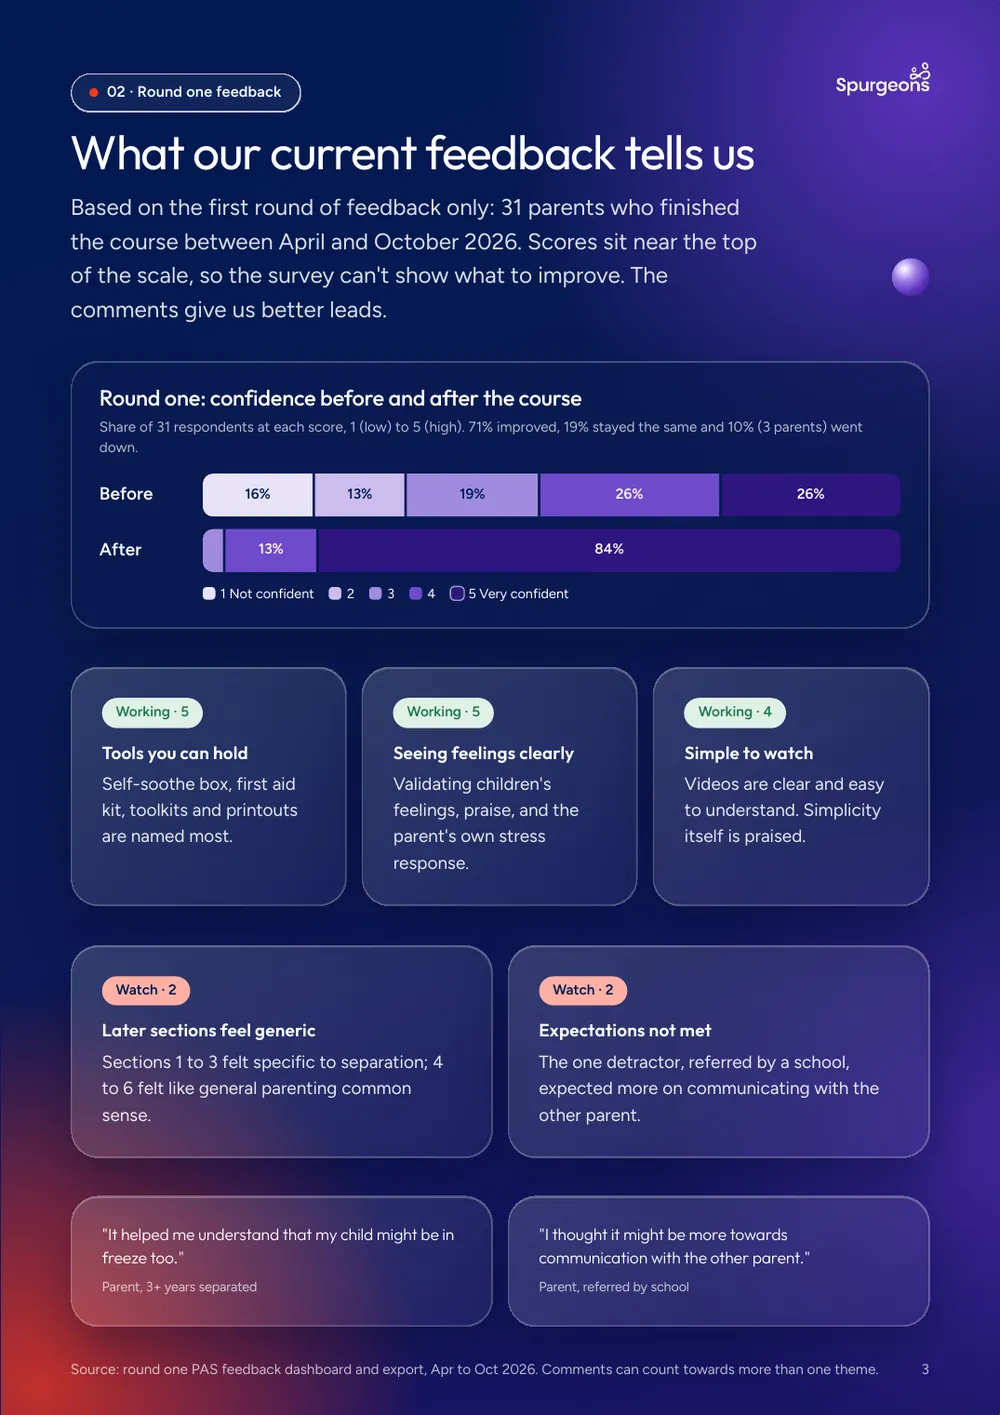 02 · Round one feedback
Spurgeons
What our current feedback tells us
Based on the first round of feedback only: 31 parents who finished
the course between April and October 2026. Scores sit near the top
of the scale, so the survey can't show what to improve. The
comments give us better leads.
Round one: confidence before and after the course
Share of 31 respondents at each score, 1 (low) to 5 (high). 71% improved, 19% stayed the same and 10% (3 parents) went
down.
Before 16% 13% 19% 26% 26%
After 13% 84%
1 Not confident 2 3 4 5 Very confident
Working · 5
Tools you can hold
Self-soothe box, first aid
kit, toolkits and printouts
are named most.
Working · 5
Seeing feelings clearly
Validating children's
feelings, praise, and the
parent's own stress
response.
Working · 4
Simple to watch
Videos are clear and easy
to understand. Simplicity
itself is praised.
Watch · 2
Later sections feel generic
Sections 1 to 3 felt specific to separation; 4
to 6 felt like general parenting common
sense.
Watch · 2
Expectations not met
The one detractor, referred by a school,
expected more on communicating with the
other parent.
"It helped me understand that my child might be in
freeze too."
Parent, 3+ years separated
"I thought it might be more towards
communication with the other parent."
Parent, referred by school
Source: round one PAS feedback dashboard and export, Apr to Oct 2026. Comments can count towards more than one theme. 3